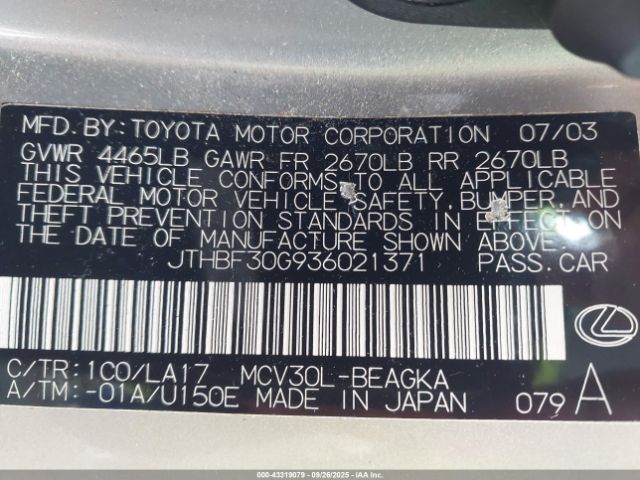 MFD. BY: TOYOTA MOTOR CORPORATION 07/03
GVWR 4465LB GAWR FR 2670LB RR 2670LB
THIS VEHICLE CONFORMS TO ALL APPLICABLE
FEDERAL MOTOR VEHICLE SAFETY, BUMPER, AND
THEFT PREVENTION STANDARDS IN EFFECT ON
THE DATE OF MANUFACTURE SHOWN ABOVE.
JTHBF30G936021371 PASS. CAR
C/TR: 1C0/LA17 MCV30L-BEAGKA
A/TM: -01A/U150E MADE IN JAPAN 079 A
000-43319079 | 09/26/2025 | IAAI.com